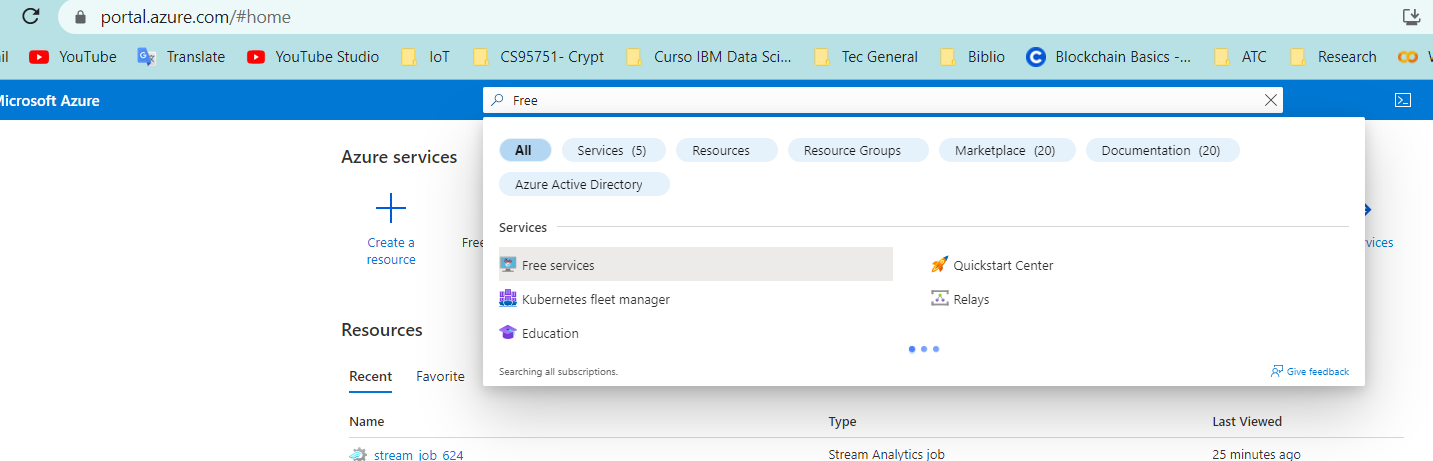 portal.azure.com/#home
YouTube Translate YouTube Studio IoT CS95751- Crypt Curso IBM Data Sci... Tec General Biblio Blockchain Basics -... ATC Research
Microsoft Azure
Free
All Services (5) Resources Resource Groups Marketplace (20) Documentation (20)
Azure Active Directory
Azure services
Services
Create a resource
Free
vices
Free services
Quickstart Center
Kubernetes fleet manager
Relays
Education
Resources
Searching all subscriptions.
Give feedback
Recent Favorite
Name Type Last Viewed
stream_job_624 Stream Analytics job 25 minutes ago